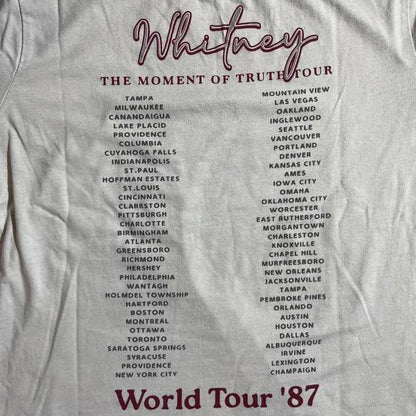 Whitney
THE MOMENT OF TRUTH TOUR
TAMPA
MILWAUKEE
CANANDAIGUA
LAKE PLACID
PROVIDENCE
COLUMBIA
CUYAHOGA FALLS
INDIANAPOLIS
ST.PAUL
HOFFMAN ESTATES
ST.LOUIS
CINCINNATI
CLARKSTON
PITTSBURGH
CHARLOTTE
BIRMINGHAM
ATLANTA
GREENSBORO
RICHMOND
HERSHEY
PHILADELPHIA
WANTAGH
HOLMDEL TOWNSHIP
HARTFORD
BOSTON
MONTREAL
OTTAWA
TORONTO
SARATOGA SPRINGS
SYRACUSE
PROVIDENCE
NEW YORK CITY
MOUNTAIN VIEW
LAS VEGAS
OAKLAND
INGLEWOOD
SEATTLE
VANCOUVER
PORTLAND
DENVER
KANSAS CITY
AMES
IOWA CITY
OMAHA
OKLAHOMA CITY
WORCESTER
EAST RUTHERFORD
MORGANTOWN
CHARLESTON
KNOXVILLE
CHAPEL HILL
MURFREESBORO
NEW ORLEANS
JACKSONVILLE
TAMPA
PEMBROKE PINES
ORLANDO
AUSTIN
HOUSTON
DALLAS
ALBUQUERQUE
IRVINE
LEXINGTON
CHAMPAIGN
World Tour '87